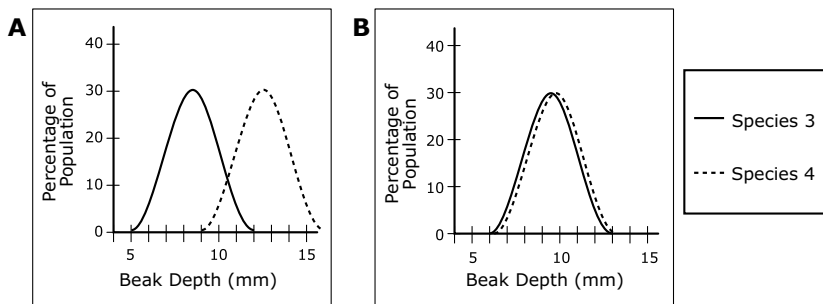 A
40
30
20
10
0
Percentage of
Population
5
10
15
Beak Depth (mm)
B
40
30
20
10
0
Percentage of
Population
5
10
15
Beak Depth (mm)
Species 3
Species 4